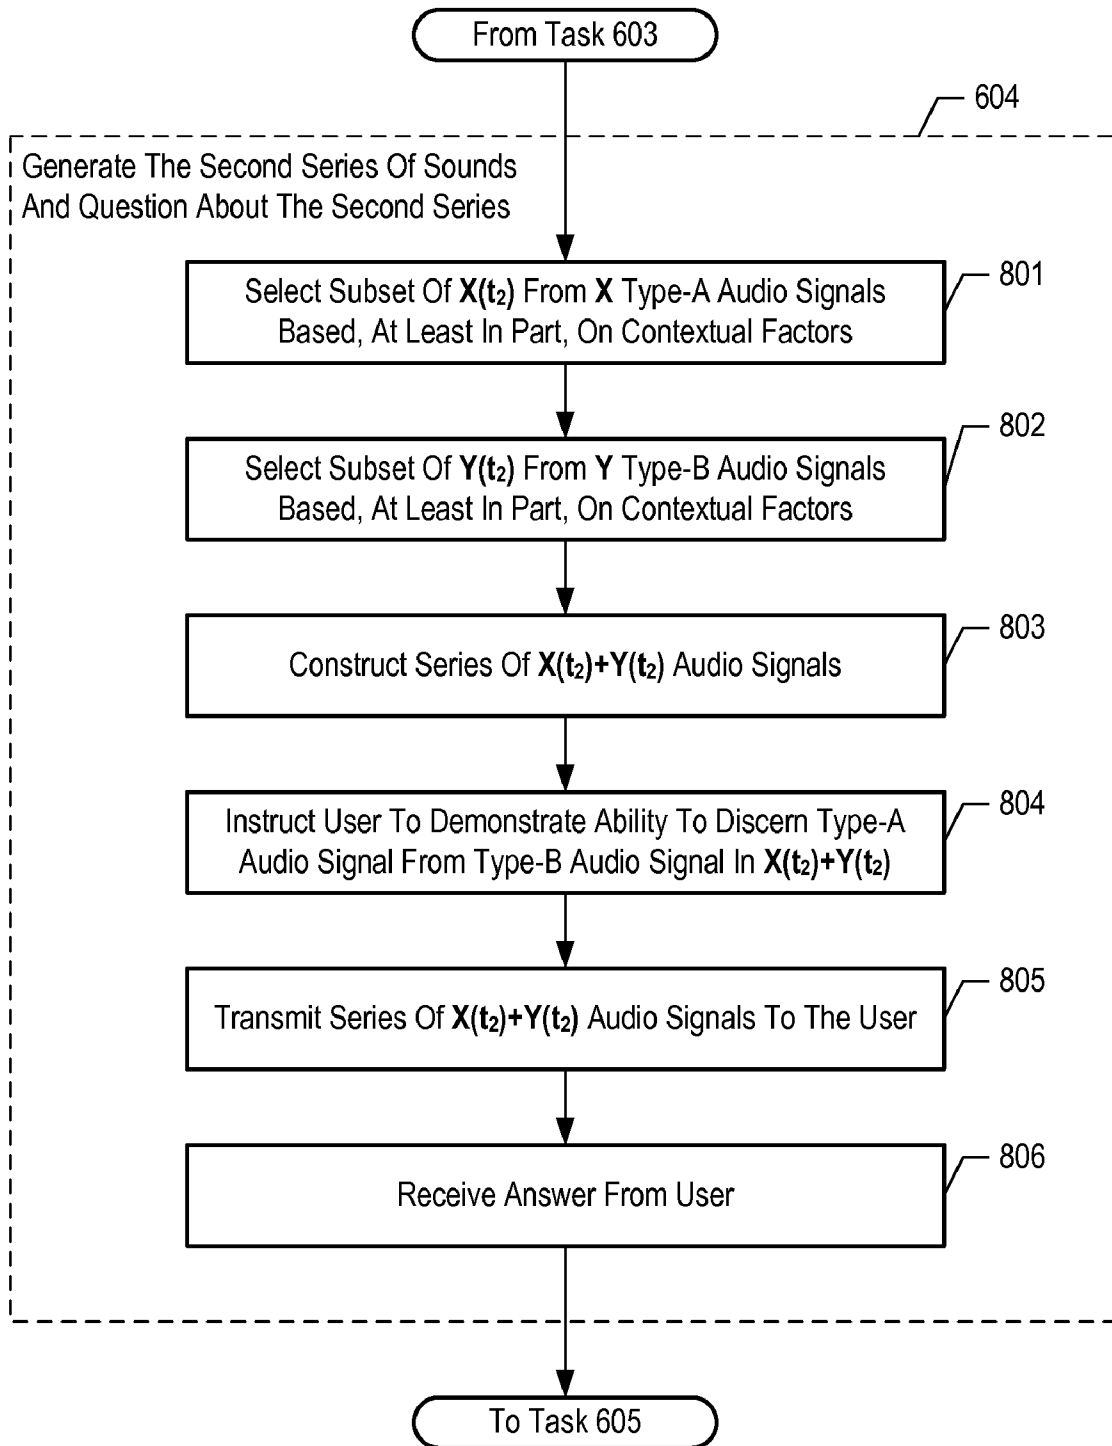 From Task 603
604
Generate The Second Series Of Sounds
And Question About The Second Series
801
Select Subset Of X(t₂) From X Type-A Audio Signals
Based, At Least In Part, On Contextual Factors
802
Select Subset Of Y(t₂) From Y Type-B Audio Signals
Based, At Least In Part, On Contextual Factors
803
Construct Series Of X(t₂)+Y(t₂) Audio Signals
804
Instruct User To Demonstrate Ability To Discern Type-A
Audio Signal From Type-B Audio Signal In X(t₂)+Y(t₂)
805
Transmit Series Of X(t₂)+Y(t₂) Audio Signals To The User
806
Receive Answer From User
To Task 605